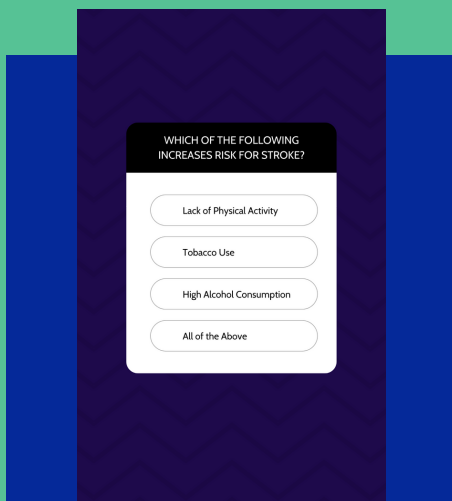 WHICH OF THE FOLLOWING
INCREASES RISK FOR STROKE?
Lack of Physical Activity
Tobacco Use
High Alcohol Consumption
All of the Above